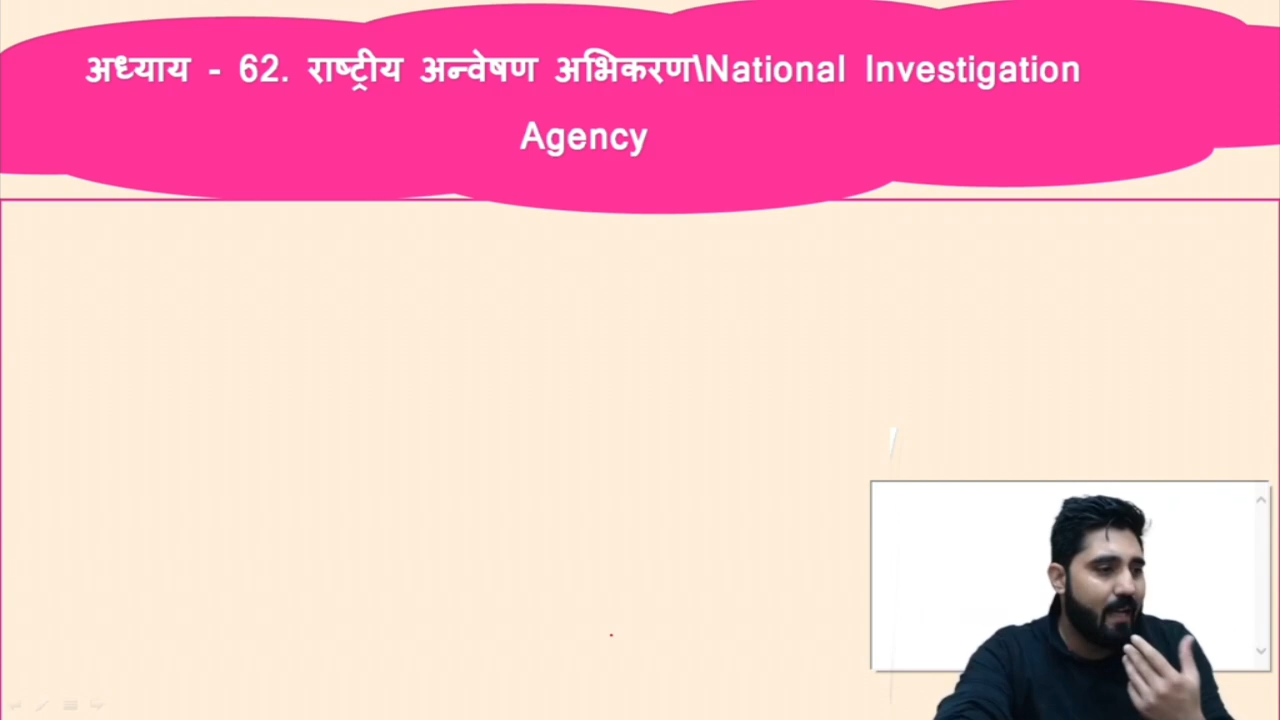 अध्याय - 62. राष्ट्रीय अन्वेषण अभिकरण\National Investigation
Agency